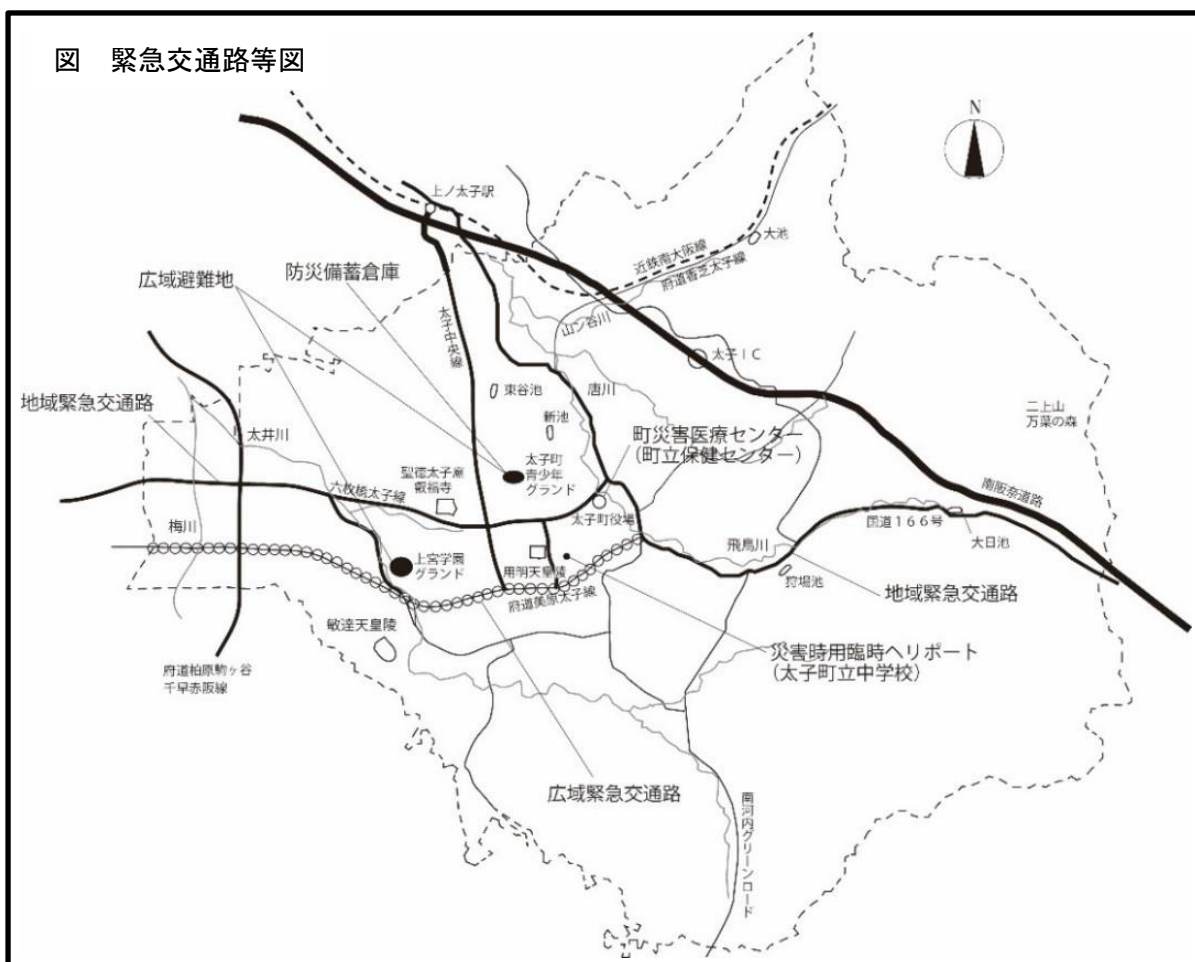 図　緊急交通路等図
N
上ノ太子駅
大池
近鉄南大阪線
府道香芝太子線
防災備蓄倉庫
広域避難地
山ン谷川
太子中央線
太子IC
東谷池
唐川
地域緊急交通路
新池
二上山
万葉の森
太井川
町災害医療センター
(町立保健センター)
聖徳太子廟
叡福寺
太子町
青少年
グランド
六枚橋太子線
南阪奈道路
太子町役場
国道166号
梅川
飛鳥川
大日池
上宮学園
グランド
用明天皇陵
狩場池
地域緊急交通路
府道美原太子線
敏達天皇陵
災害時用臨時ヘリポート
(太子町立中学校)
府道柏原駒ヶ谷
千早赤阪線
広域緊急交通路
南河内グリーンロード